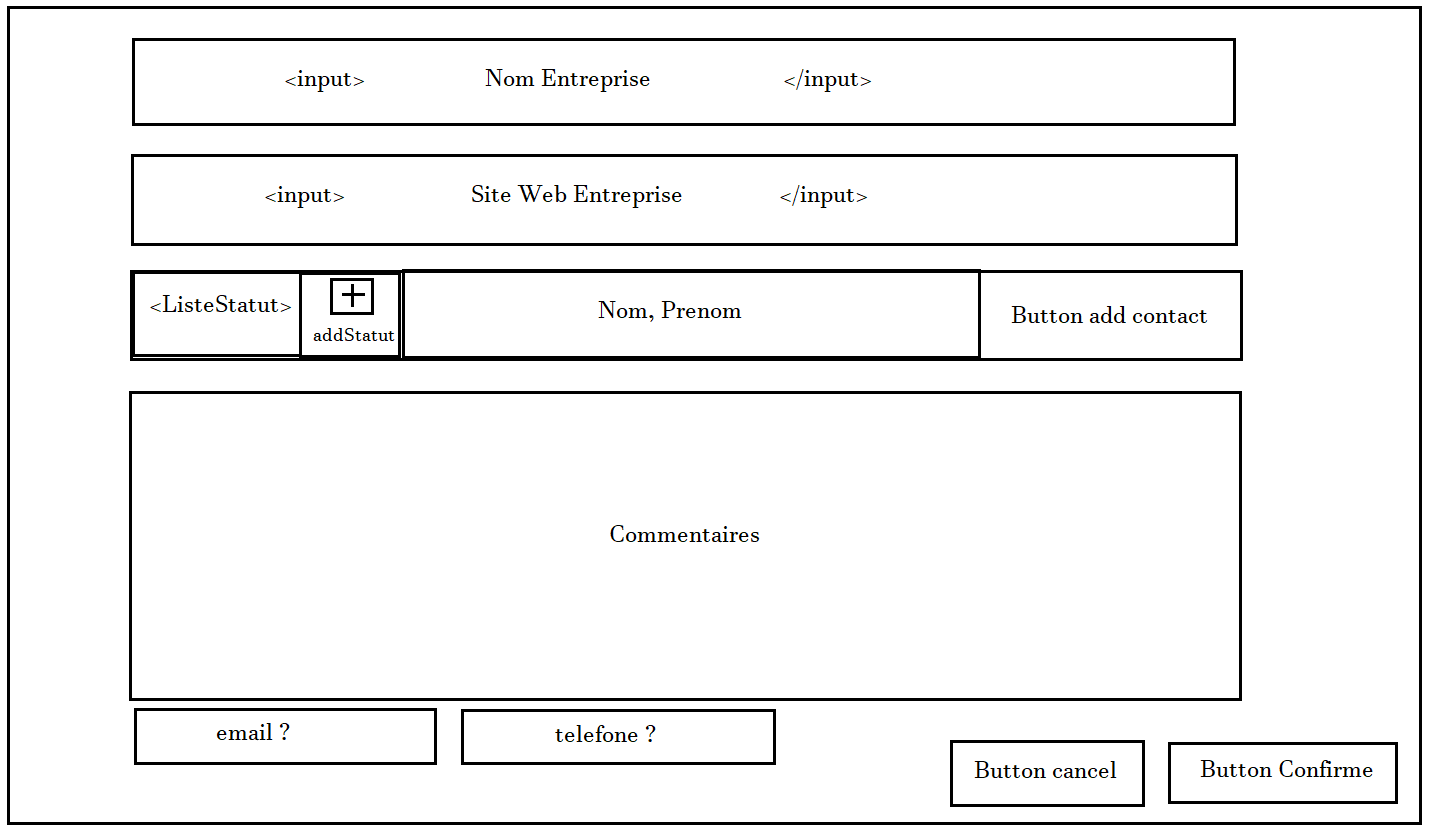 <input> Nom Entreprise </input>
<input> Site Web Entreprise </input>
<ListeStatut>
addStatut
Nom, Prenom
Button add contact
Commentaires
email ?
telefone ?
Button cancel
Button Confirme